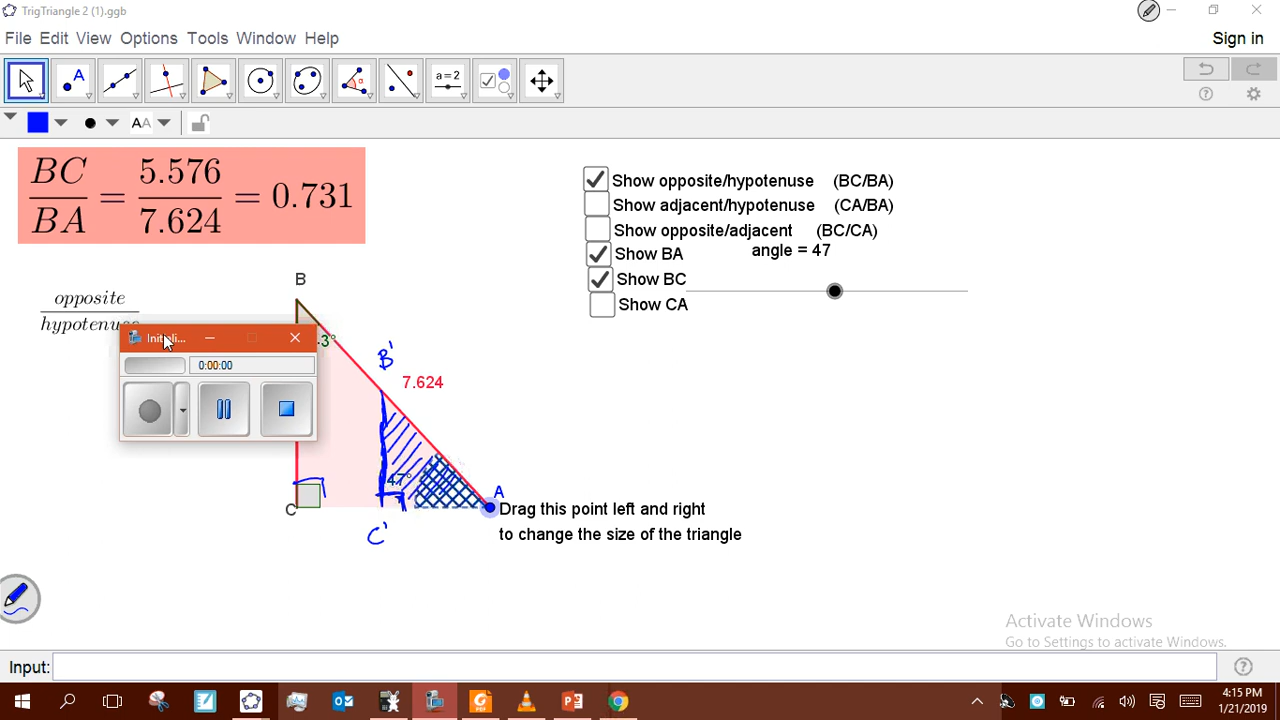 TrigTriangle 2 (1).ggb
File Edit View Options Tools Window Help
Sign in
A
a=2
AA
BC/BA = 5.576/7.624 = 0.731
Show opposite/hypotenuse (BC/BA)
Show adjacent/hypotenuse (CA/BA)
Show opposite/adjacent (BC/CA)
Show BA
angle = 47
Show BC
Show CA
opposite
B
3°
0:00:00
B'
7.624
47°
A
C
Drag this point left and right
to change the size of the triangle
C'
Activate Windows
Go to Settings to activate Windows.
Input:
4:15 PM
1/21/2019